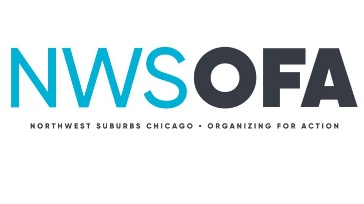 NWSOFA
NORTHWEST SUBURBS CHICAGO • ORGANIZING FOR ACTION